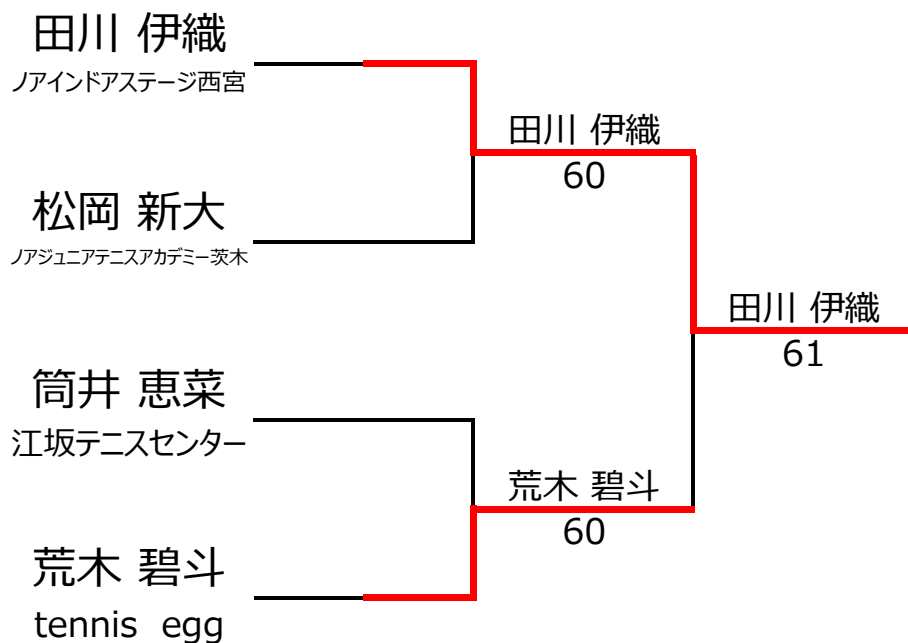 田川 伊織
ノアインドアステージ西宮
松岡 新大
ノアジュニアテニスアカデミー茨木
筒井 恵菜
江坂テニスセンター
荒木 碧斗
tennis egg
田川 伊織
60
荒木 碧斗
60
田川 伊織
61